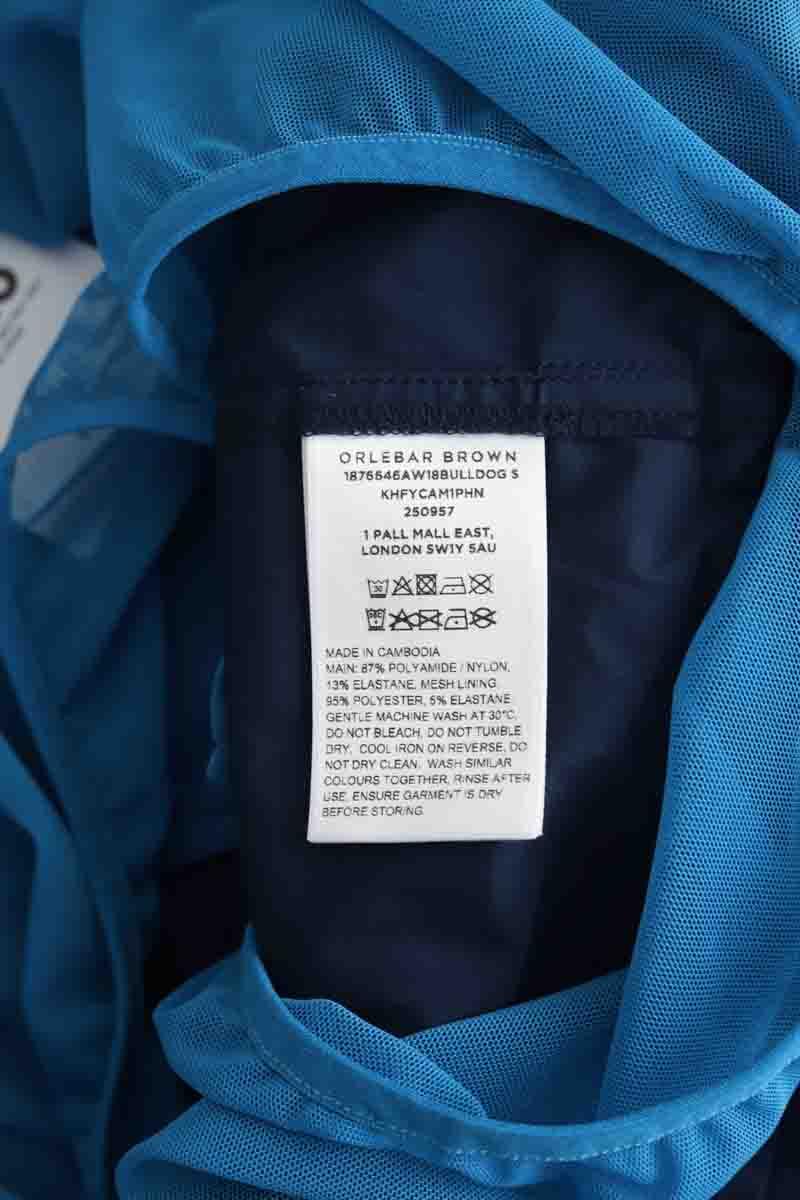 ORLEBAR BROWN
1876646AW18BULLDOG S
KHFYCAM1PHN
250957
1 PALL MALL EAST,
LONDON SW1Y 5AU
MADE IN CAMBODIA
MAIN: 87% POLYAMIDE / NYLON,
13% ELASTANE, MESH LINING
95% POLYESTER, 5% ELASTANE
GENTLE MACHINE WASH AT 30°C,
DO NOT BLEACH, DO NOT TUMBLE
DRY, COOL IRON ON REVERSE, DO
NOT DRY CLEAN. WASH SIMILAR
COLOURS TOGETHER, RINSE AFTER
USE, ENSURE GARMENT IS DRY
BEFORE STORING.